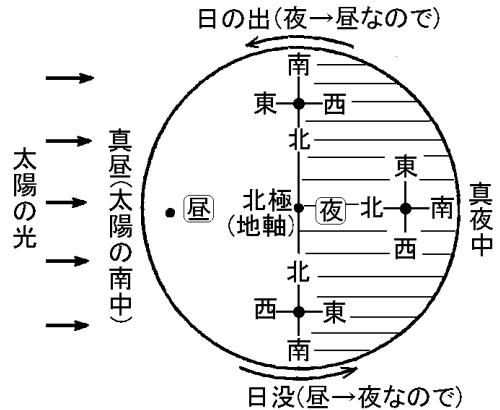 日の出(夜→昼なので)
南
東 西
北
太陽の光
真昼(太陽の南中)
昼
北極
(地軸)
夜
東
北 南
西
真夜中
北
西 東
南
日没(昼→夜なので)